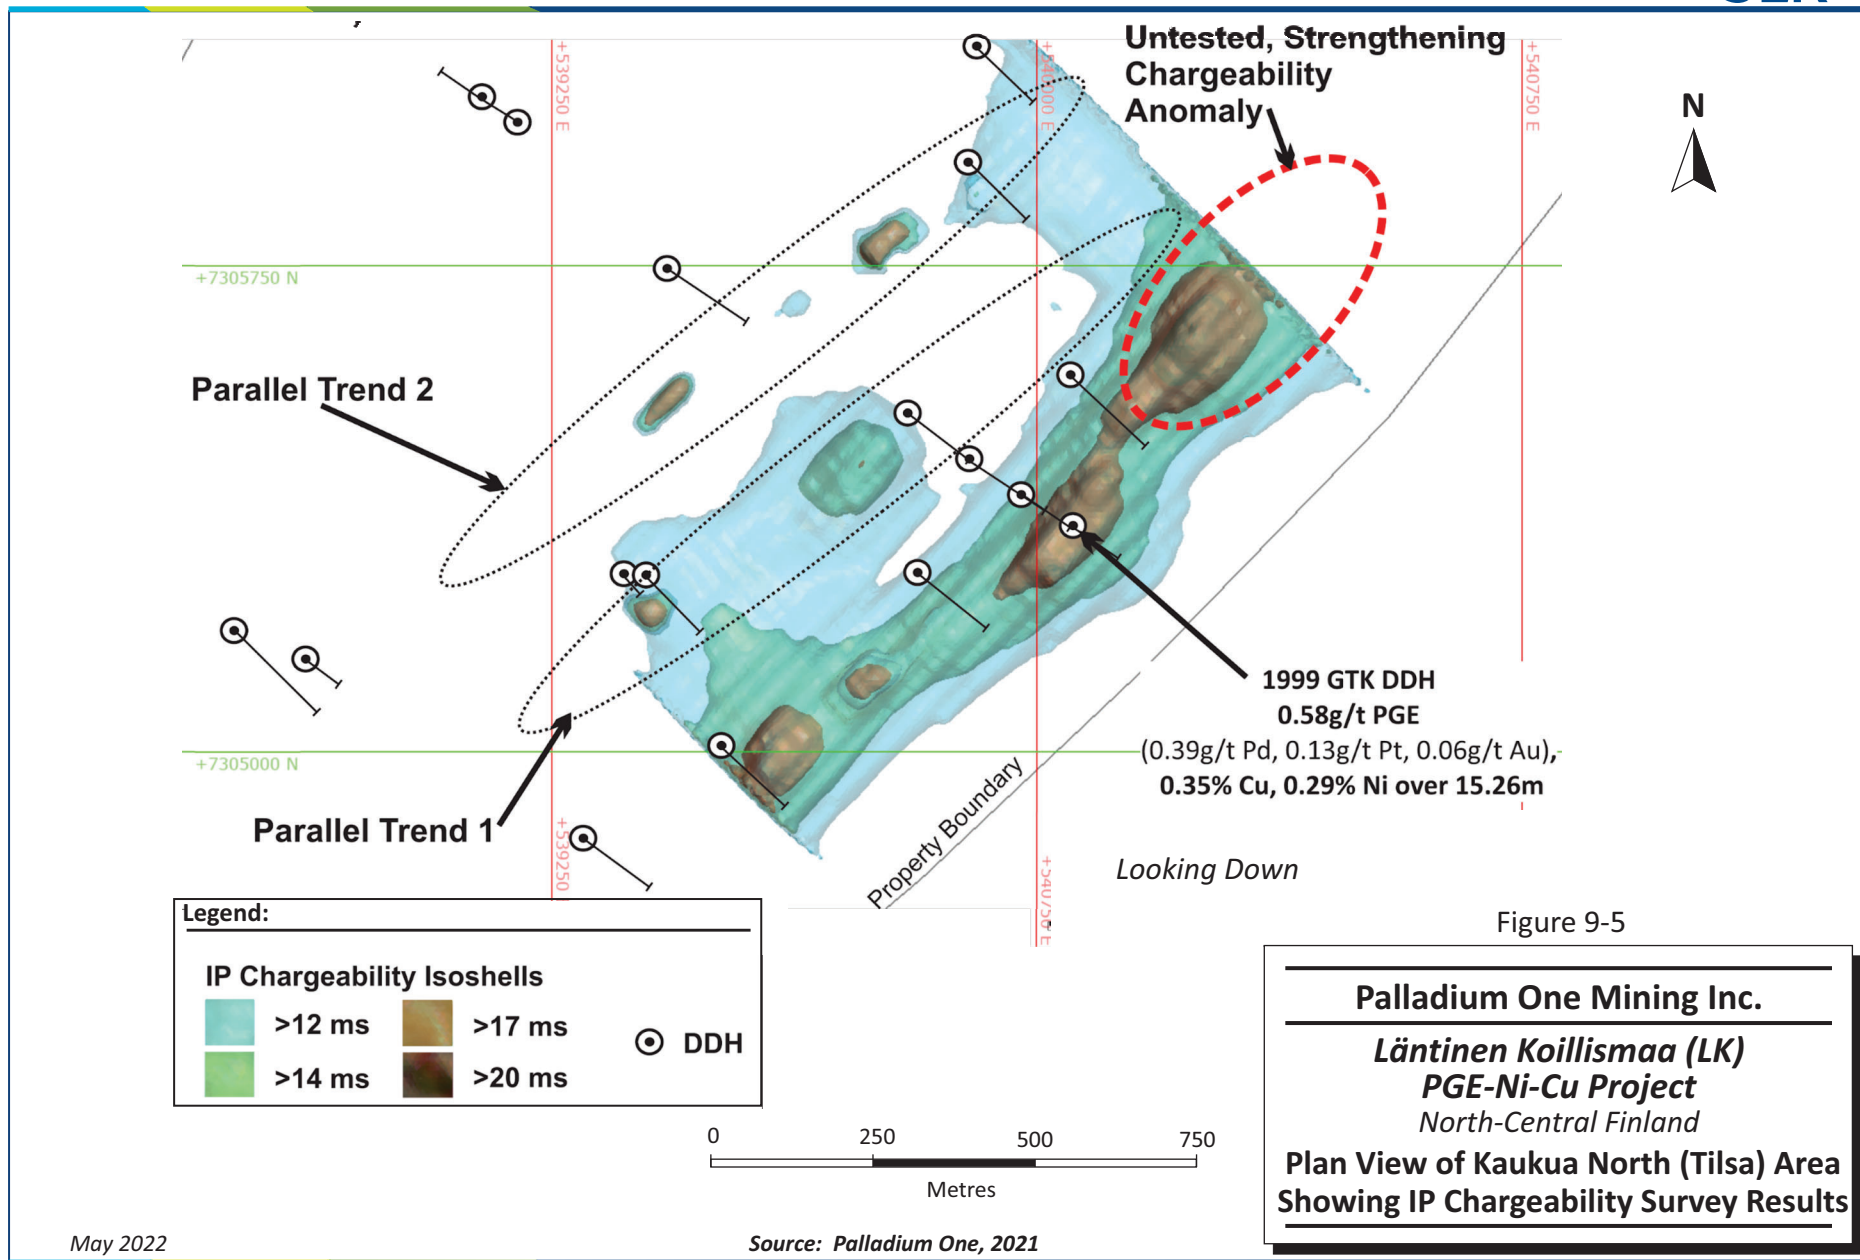 Untested, Strengthening
Chargeability
Anomaly
N
+539250 E
+540000 E
+540750 E
+7305750 N
Parallel Trend 2
+7305000 N
Parallel Trend 1
1999 GTK DDH
0.58g/t PGE
(0.39g/t Pd, 0.13g/t Pt, 0.06g/t Au),
0.35% Cu, 0.29% Ni over 15.26m
Property Boundary
+539250
+540750 E
Looking Down
Legend:
IP Chargeability Isoshells
>12 ms
>17 ms
>14 ms
>20 ms
DDH
0 250 500 750
Metres
Figure 9-5
Palladium One Mining Inc.
Läntinen Koillismaa (LK)
PGE-Ni-Cu Project
North-Central Finland
Plan View of Kaukua North (Tilsa) Area
Showing IP Chargeability Survey Results
May 2022
Source: Palladium One, 2021